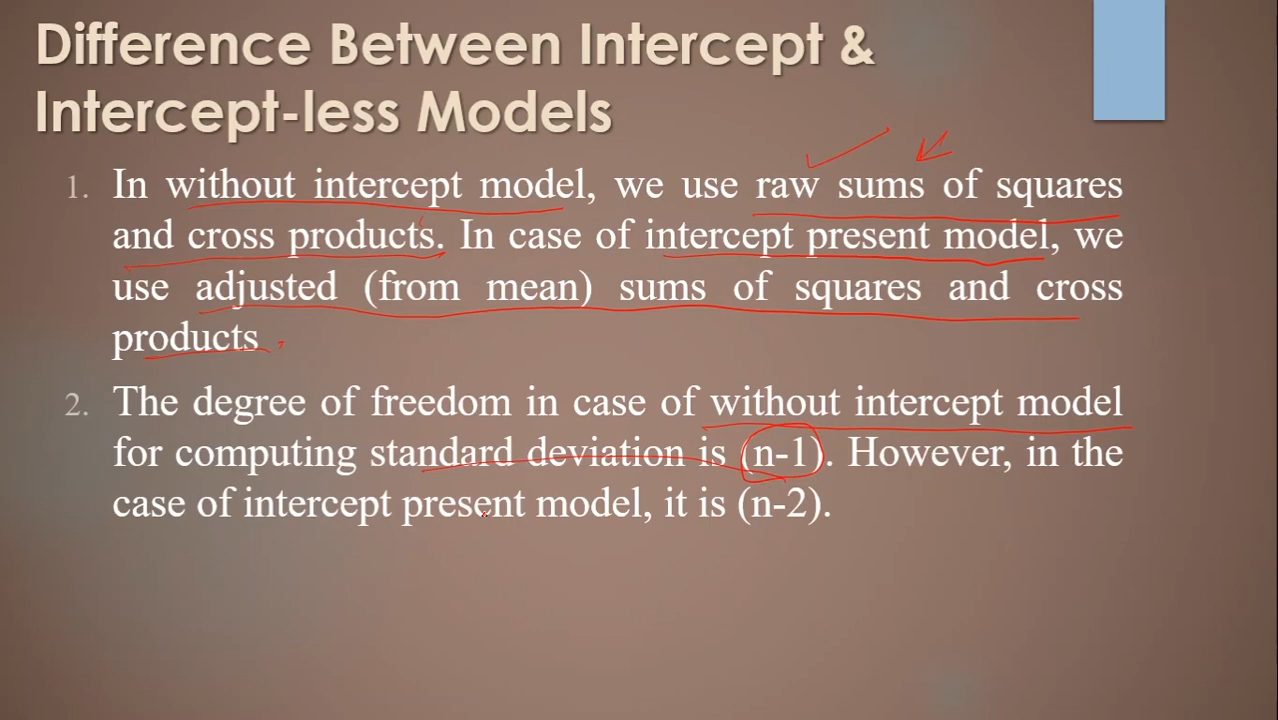 Difference Between Intercept &
Intercept-less Models
1. In without intercept model, we use raw sums of squares
and cross products. In case of intercept present model, we
use adjusted (from mean) sums of squares and cross
products
2. The degree of freedom in case of without intercept model
for computing standard deviation is (n-1). However, in the
case of intercept present model, it is (n-2).